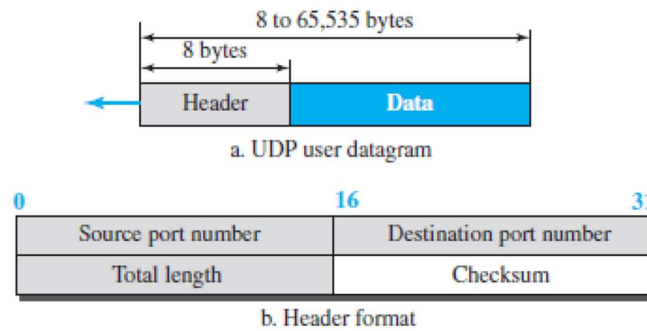 8 to 65,535 bytes
8 bytes
Header Data
a. UDP user datagram
0 16 31
Source port number Destination port number
Total length Checksum
b. Header format